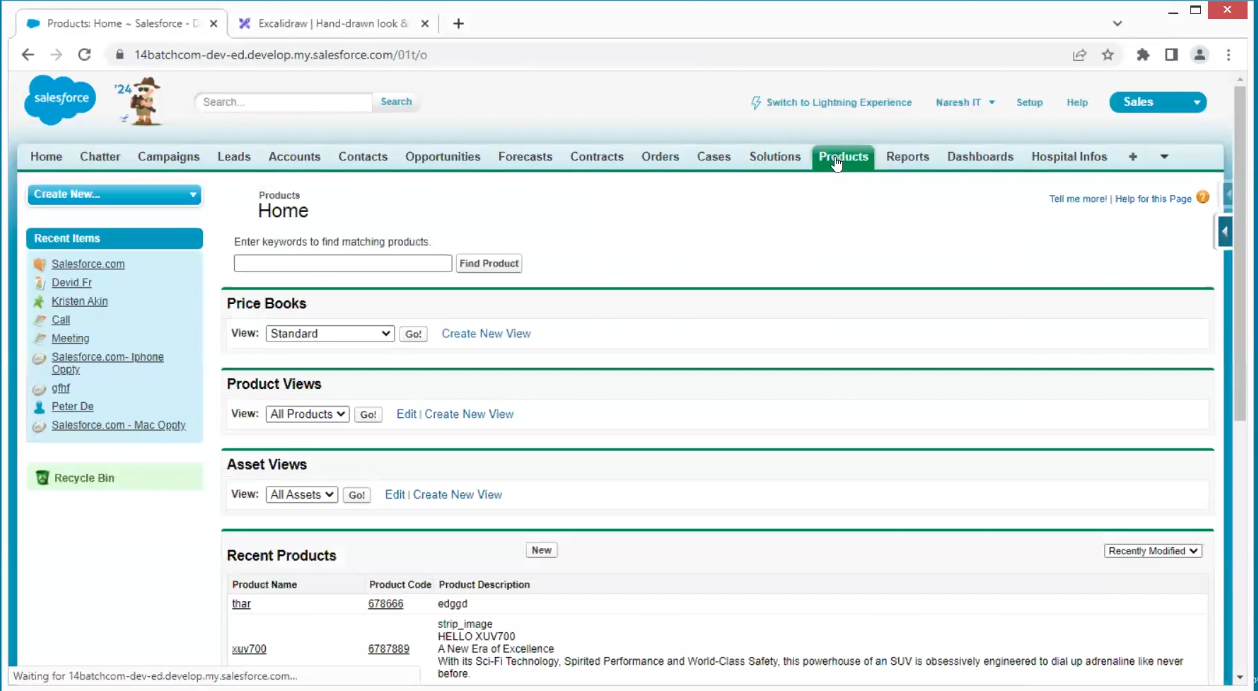 Products: Home ~ Salesforce - D
Excalidraw | Hand-drawn look &
14batchcom-dev-ed.develop.my.salesforce.com/01t/o
salesforce
'24
Search...
Search
Switch to Lightning Experience
Naresh IT
Setup
Help
Sales
Home
Chatter
Campaigns
Leads
Accounts
Contacts
Opportunities
Forecasts
Contracts
Orders
Cases
Solutions
Products
Reports
Dashboards
Hospital Infos
+
Create New...
Recent Items
Salesforce.com
Devid Fr
Kristen Akin
Call
Meeting
Salesforce.com- Iphone
Oppty
gfhf
Peter De
Salesforce.com - Mac Oppty
Recycle Bin
Products
Home
Tell me more! | Help for this Page
Enter keywords to find matching products.
Find Product
Price Books
View: Standard Go! Create New View
Product Views
View: All Products Go! Edit | Create New View
Asset Views
View: All Assets Go! Edit | Create New View
Recent Products
New
Recently Modified
Product Name Product Code Product Description
thar 678666 edggd
strip_image
HELLO XUV700
xuv700 6787889 A New Era of Excellence
With its Sci-Fi Technology, Spirited Performance and World-Class Safety, this powerhouse of an SUV is obsessively engineered to dial up adrenaline like never
before.
Waiting for 14batchcom-dev-ed.develop.my.salesforce.com...